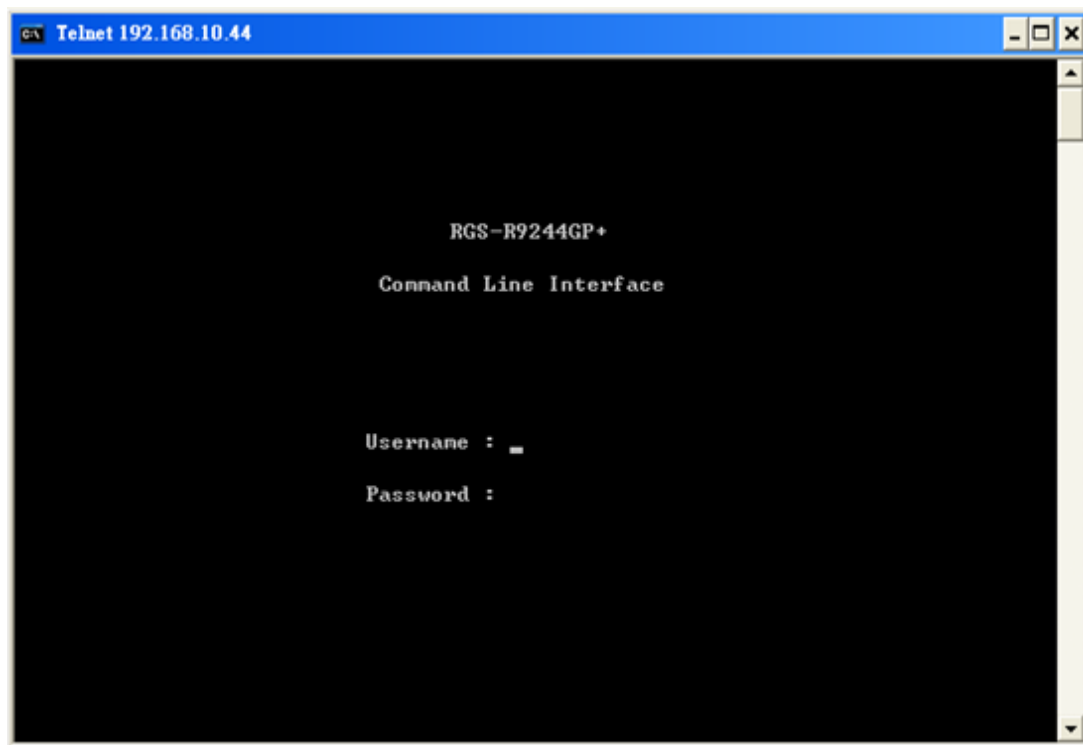 Telnet 192.168.10.44
RGS-R9244GP+
Command Line Interface
Username :
Password :